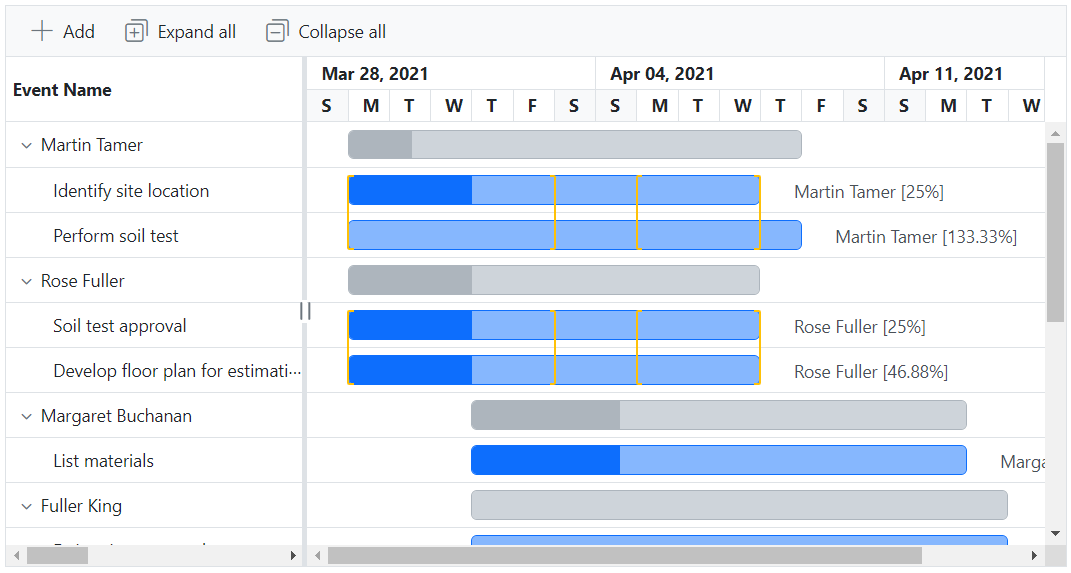 Add Expand all Collapse all
Event Name
Mar 28, 2021 Apr 04, 2021 Apr 11, 2021
S M T W T F S S M T W T F S S M T W
Martin Tamer
Identify site location Martin Tamer [25%]
Perform soil test Martin Tamer [133.33%]
Rose Fuller
Soil test approval Rose Fuller [25%]
Develop floor plan for estimati... Rose Fuller [46.88%]
Margaret Buchanan
List materials Marga
Fuller King